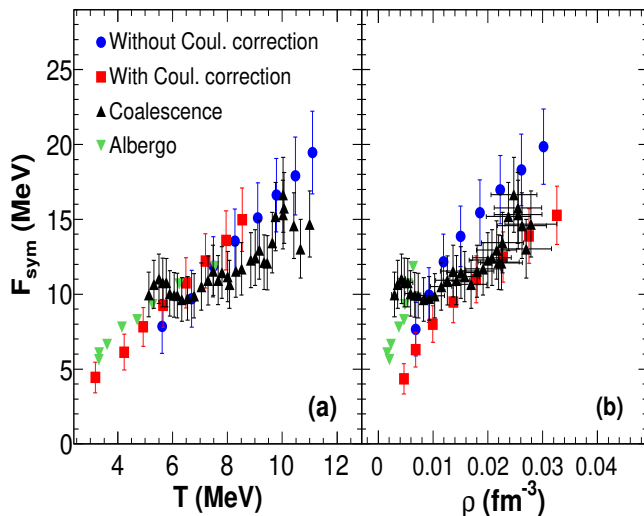 Without Coul. correction
With Coul. correction
Coalescence
Albergo
F_sym (MeV)
25
20
15
10
5
0
(a)
(b)
4 6 8 10 12
0 0.01 0.02 0.03 0.04
T (MeV)
ρ (fm⁻³)